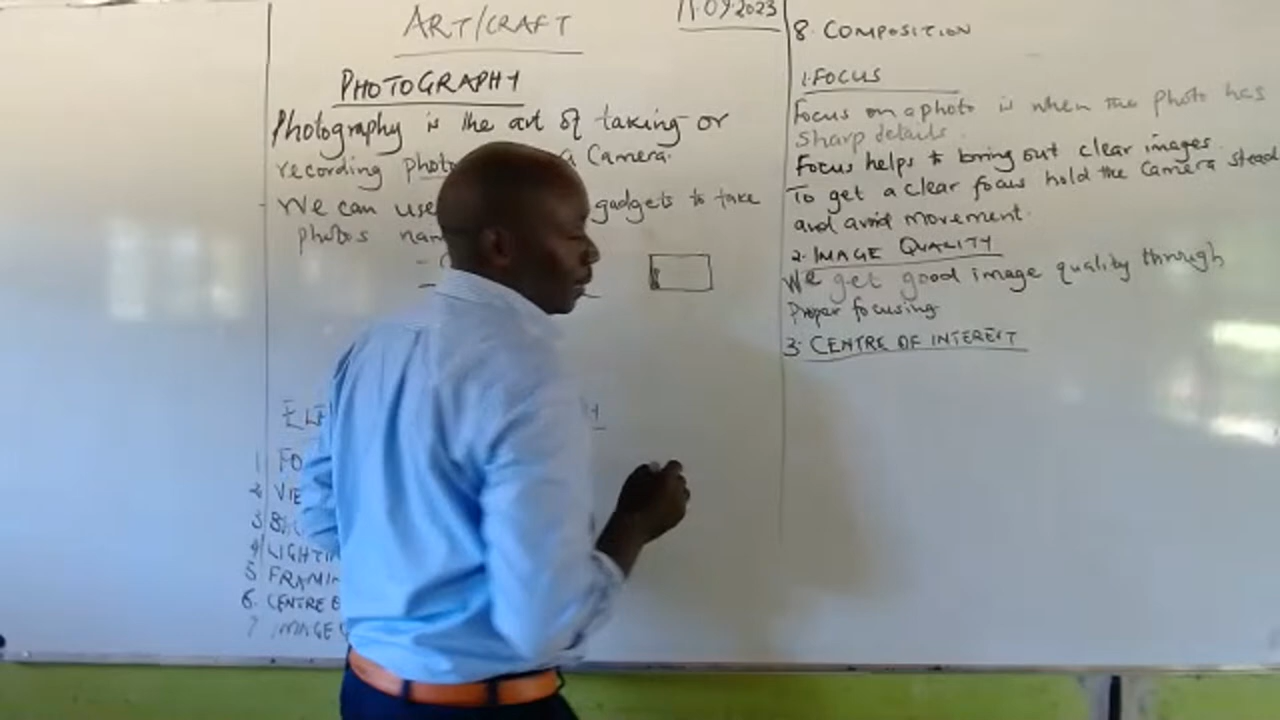 ART/CRAFT
11.09.2023
PHOTOGRAPHY
Photography is the art of taking or
recording photo a Camera.
We can use gadgets to take
photos
1 FO
2 VIE
3
4 LIGHTIN
5 FRAMIN
6. CENTRE
7 IMAGE
8. COMPOSITION
1. FOCUS
Focus on a photo is when the photo has
sharp details.
Focus helps to bring out clear images.
To get a clear focus hold the Camera stead
and avoid movement.
2. IMAGE QUALITY
We get good image quality through
Proper focusing
3. CENTRE OF INTEREST